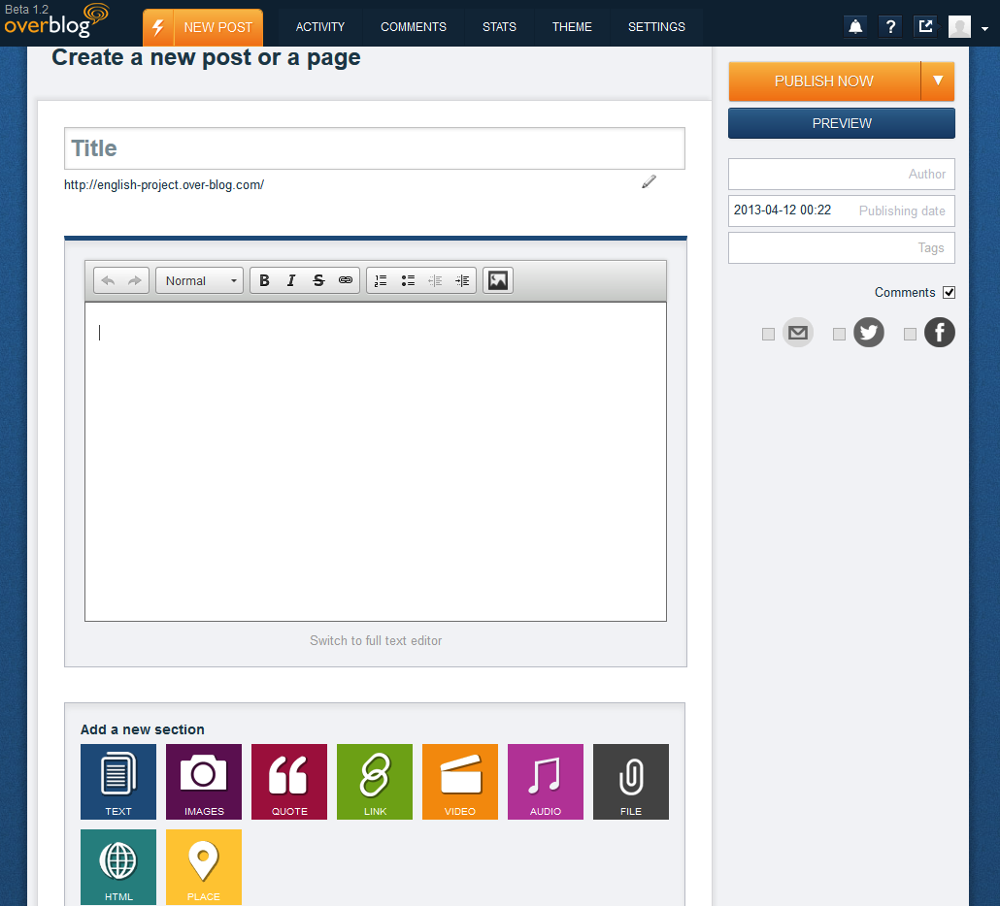 Beta 1.2
overblog
NEW POST
ACTIVITY
COMMENTS
STATS
THEME
SETTINGS
?
Create a new post or a page
Title
http://english-project.over-blog.com/
Normal
B
I
S
Switch to full text editor
Add a new section
TEXT
IMAGES
QUOTE
LINK
VIDEO
AUDIO
FILE
HTML
PLACE
PUBLISH NOW
PREVIEW
Author
2013-04-12 00:22 Publishing date
Tags
Comments